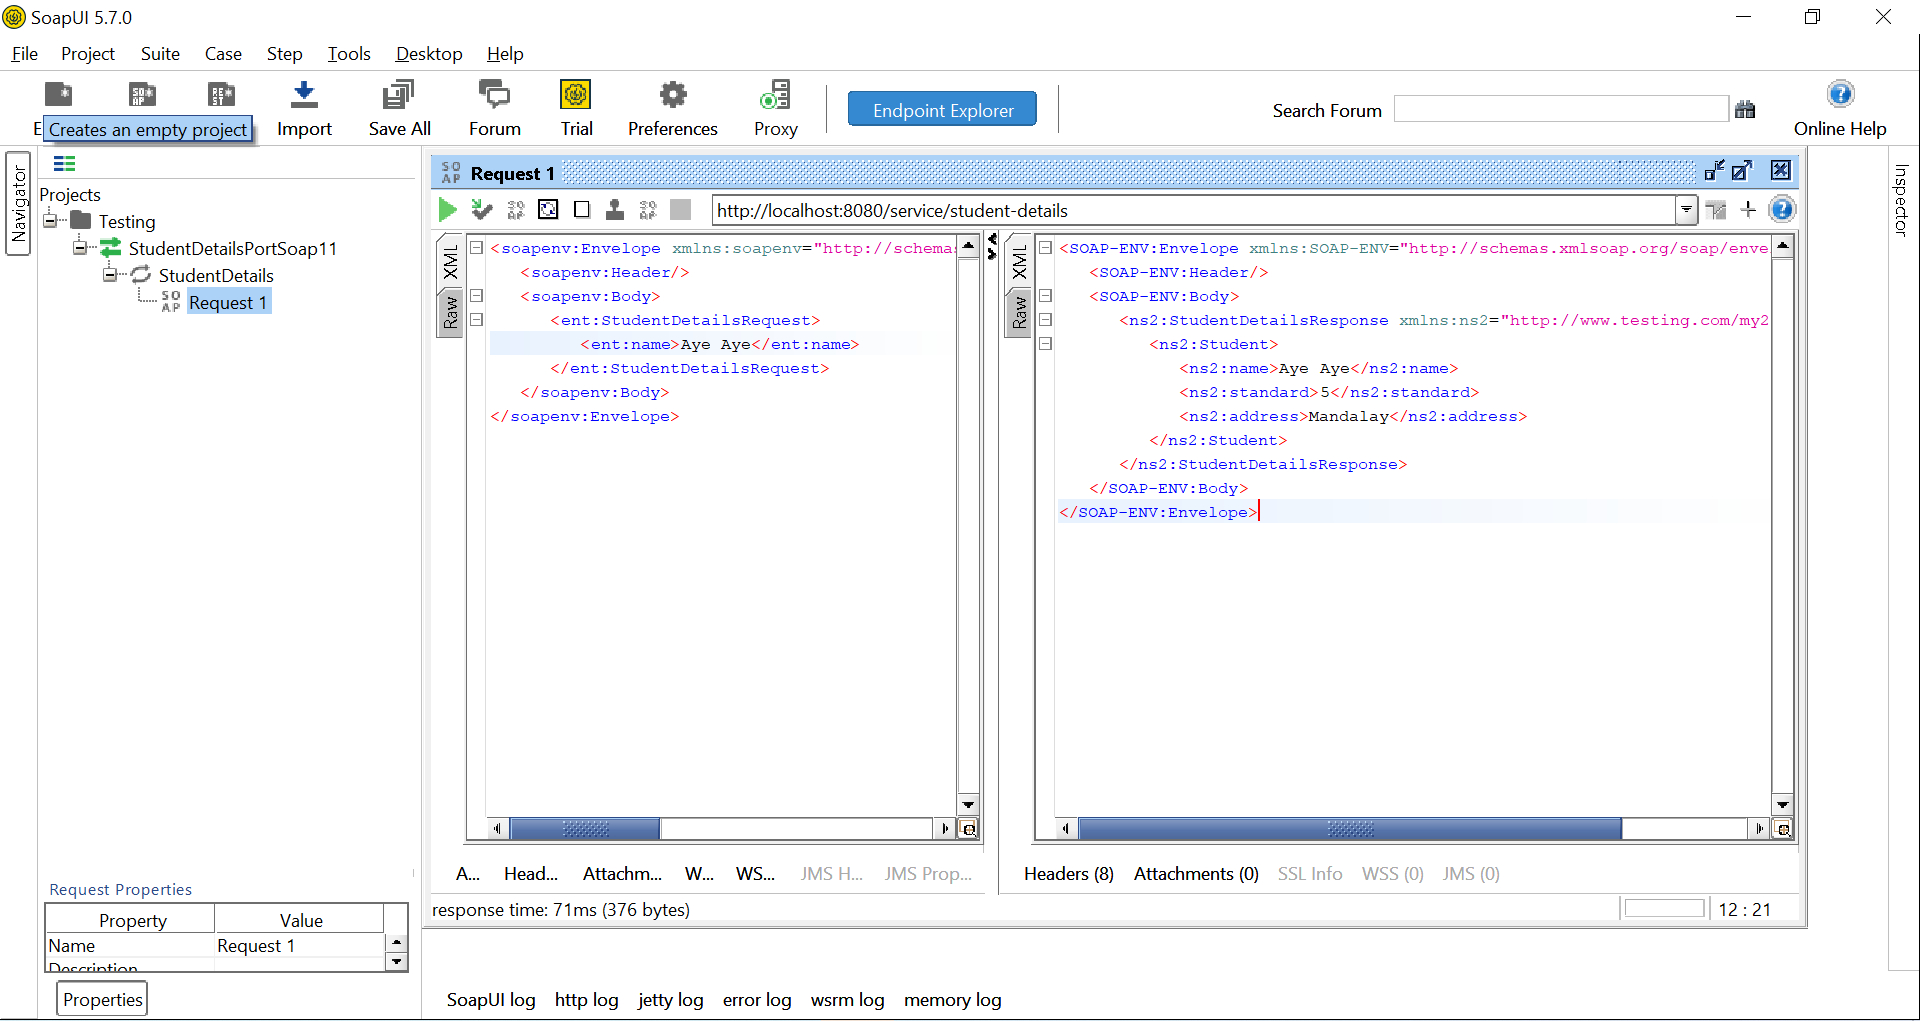 SoapUI 5.7.0
File Project Suite Case Step Tools Desktop Help
E
Creates an empty project
Import Save All Forum Trial Preferences Proxy
Endpoint Explorer
Search Forum
Online Help
Navigator
Projects
Testing
StudentDetailsPortSoap11
StudentDetails
Request 1
Request 1
http://localhost:8080/service/student-details
XML
Raw
<soapenv:Envelope xmlns:soapenv="http://schema
<soapenv:Header/>
<soapenv:Body>
<ent:StudentDetailsRequest>
<ent:name>Aye Aye</ent:name>
</ent:StudentDetailsRequest>
</soapenv:Body>
</soapenv:Envelope>
XML
Raw
<SOAP-ENV:Envelope xmlns:SOAP-ENV="http://schemas.xmlsoap.org/soap/enve
<SOAP-ENV:Header/>
<SOAP-ENV:Body>
<ns2:StudentDetailsResponse xmlns:ns2="http://www.testing.com/my2
<ns2:Student>
<ns2:name>Aye Aye</ns2:name>
<ns2:standard>5</ns2:standard>
<ns2:address>Mandalay</ns2:address>
</ns2:Student>
</ns2:StudentDetailsResponse>
</SOAP-ENV:Body>
</SOAP-ENV:Envelope>
Inspector
A... Head... Attachm... W... WS... JMS H... JMS Prop...
Headers (8) Attachments (0) SSL Info WSS (0) JMS (0)
response time: 71ms (376 bytes)
12 : 21
Request Properties
Property Value
Name Request 1
Description
Properties
SoapUI log http log jetty log error log wsrm log memory log